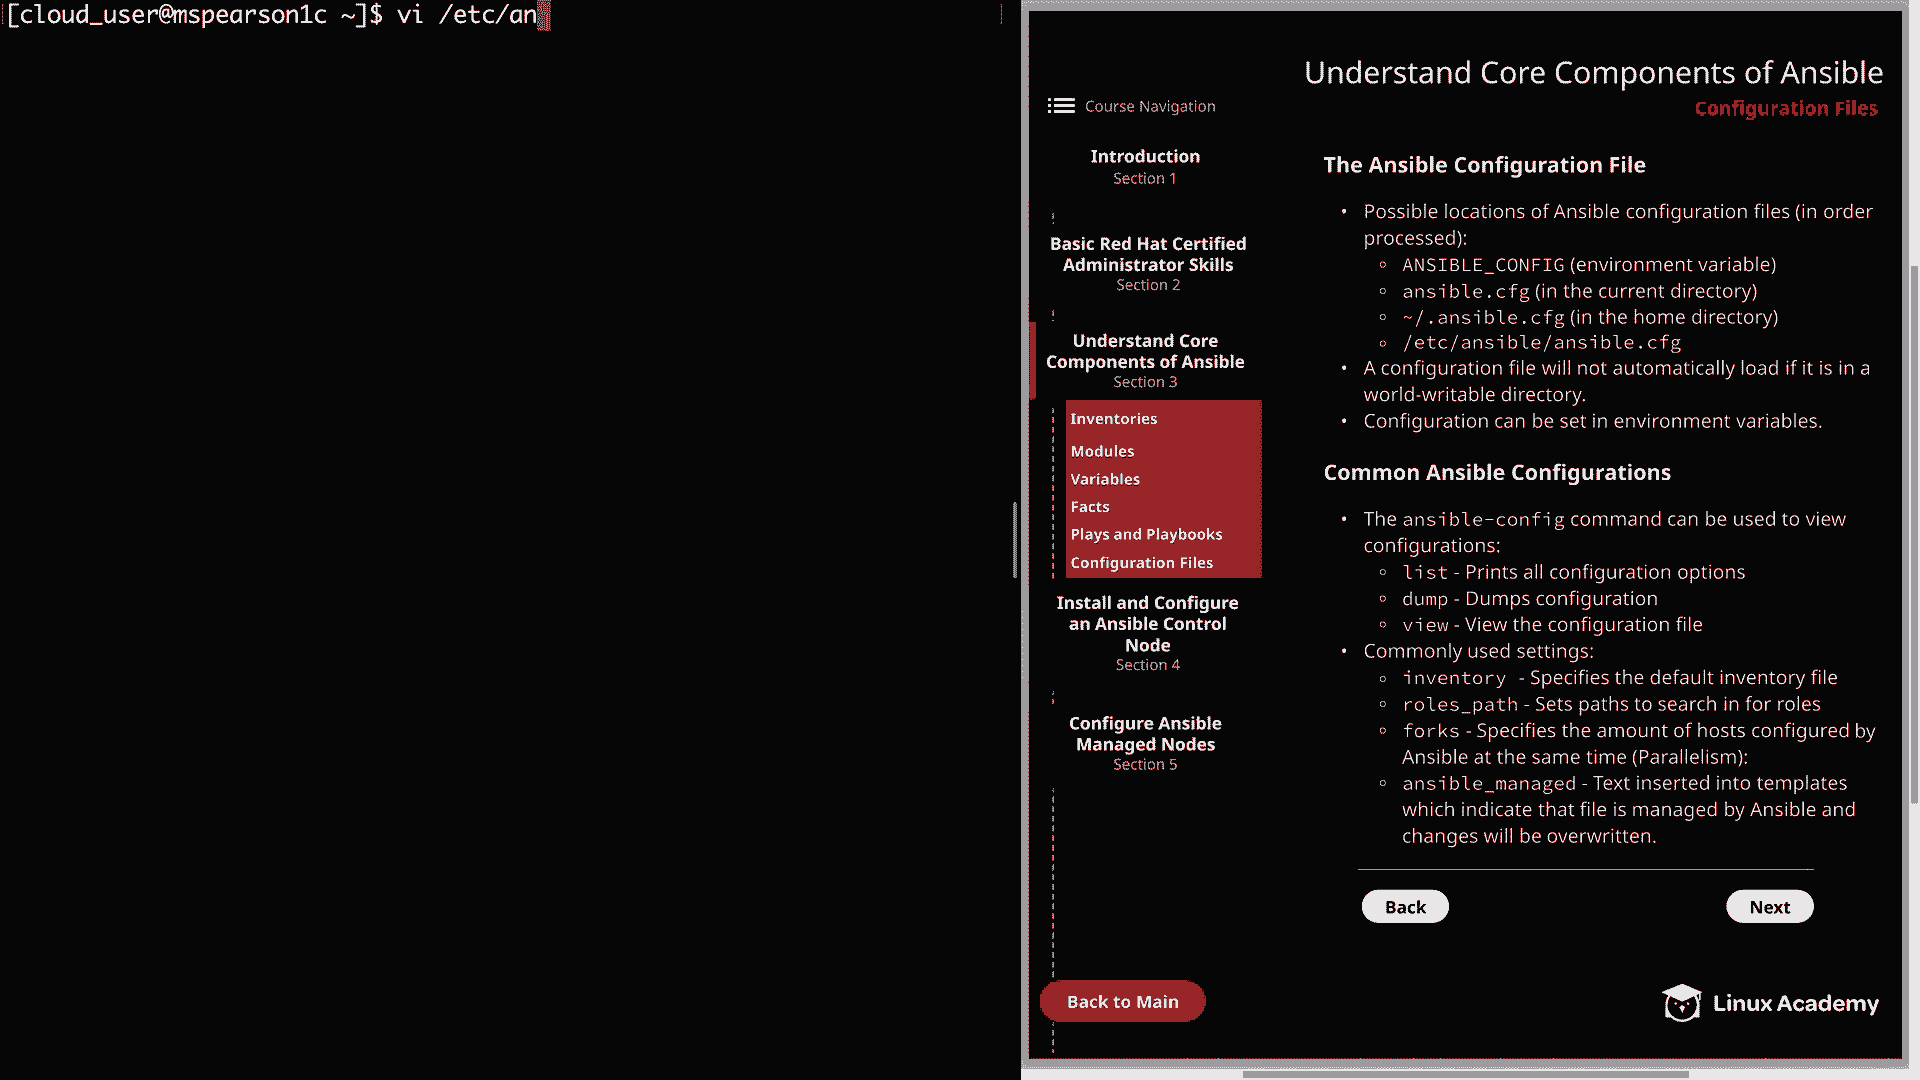 [cloud_user@mspearson1c ~]$ vi /etc/an
Understand Core Components of Ansible
Configuration Files
Course Navigation
Introduction
Section 1
Basic Red Hat Certified
Administrator Skills
Section 2
Understand Core
Components of Ansible
Section 3
Inventories
Modules
Variables
Facts
Plays and Playbooks
Configuration Files
Install and Configure
an Ansible Control
Node
Section 4
Configure Ansible
Managed Nodes
Section 5
Back to Main
The Ansible Configuration File
• Possible locations of Ansible configuration files (in order
processed):
◦ ANSIBLE_CONFIG (environment variable)
◦ ansible.cfg (in the current directory)
◦ ~/.ansible.cfg (in the home directory)
◦ /etc/ansible/ansible.cfg
• A configuration file will not automatically load if it is in a
world-writable directory.
• Configuration can be set in environment variables.
Common Ansible Configurations
• The ansible-config command can be used to view
configurations:
◦ list - Prints all configuration options
◦ dump - Dumps configuration
◦ view - View the configuration file
• Commonly used settings:
◦ inventory - Specifies the default inventory file
◦ roles_path - Sets paths to search in for roles
◦ forks - Specifies the amount of hosts configured by
Ansible at the same time (Parallelism):
◦ ansible_managed - Text inserted into templates
which indicate that file is managed by Ansible and
changes will be overwritten.
Back
Next
Linux Academy